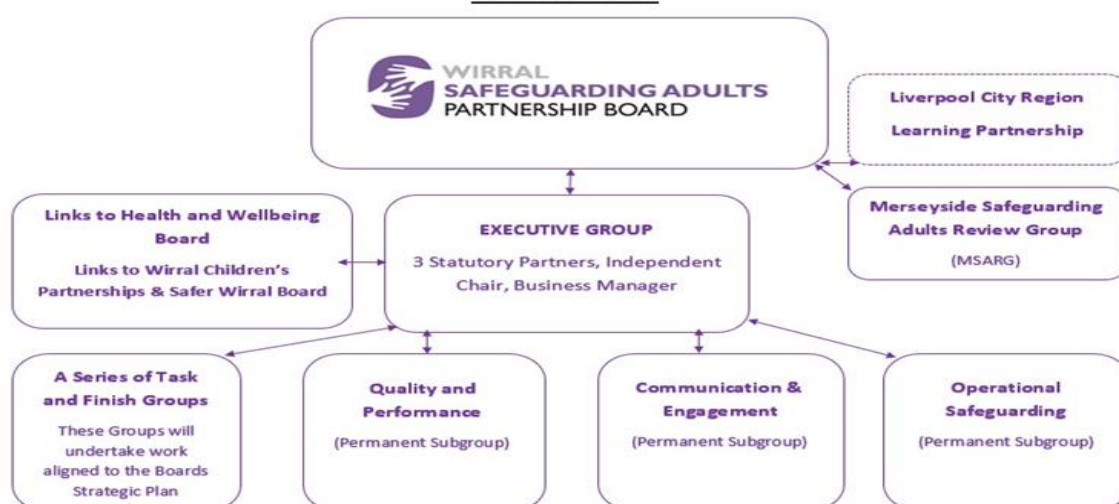 WIRRAL
SAFEGUARDING ADULTS
PARTNERSHIP BOARD
Liverpool City Region
Learning Partnership
Merseyside Safeguarding
Adults Review Group
(MSARG)
Links to Health and Wellbeing
Board
Links to Wirral Children's
Partnerships & Safer Wirral Board
EXECUTIVE GROUP
3 Statutory Partners, Independent
Chair, Business Manager
A Series of Task
and Finish Groups
These Groups will
undertake work
aligned to the Boards
Strategic Plan
Quality and
Performance
(Permanent Subgroup)
Communication &
Engagement
(Permanent Subgroup)
Operational
Safeguarding
(Permanent Subgroup)